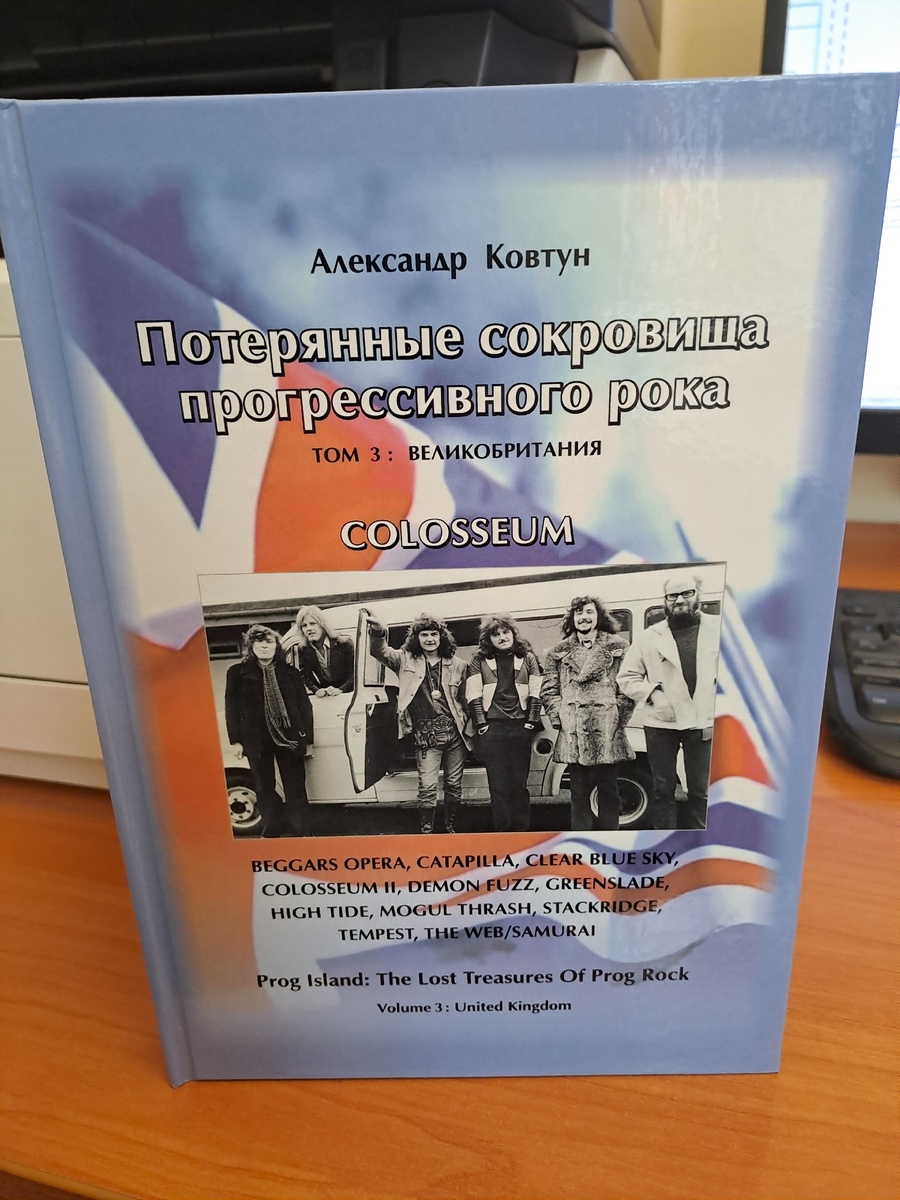 Александр Ковтун
Потерянные сокровища
прогрессивного рока
ТОМ 3: ВЕЛИКОБРИТАНИЯ
COLOSSEUM
BEGGARS OPERA, CATAPILLA, CLEAR BLUE SKY,
COLOSSEUM II, DEMON FUZZ, GREENSLADE,
HIGH TIDE, MOGUL THRASH, STACKRIDGE,
TEMPEST, THE WEB/SAMURAI
Prog Island: The Lost Treasures Of Prog Rock
Volume 3: United Kingdom